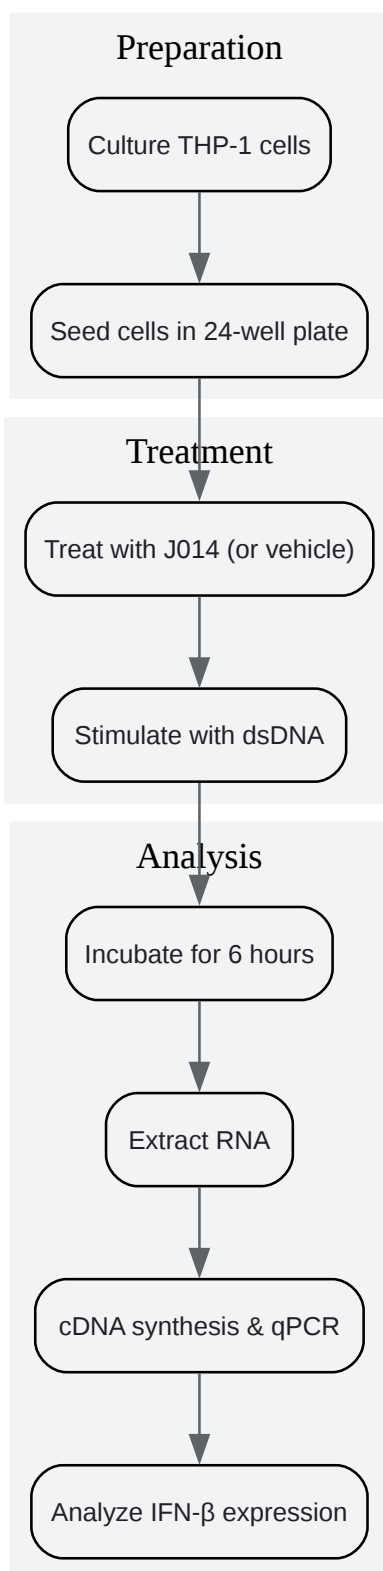 Preparation
Culture THP-1 cells
Seed cells in 24-well plate
Treatment
Treat with J014 (or vehicle)
Stimulate with dsDNA
Analysis
Incubate for 6 hours
Extract RNA
cDNA synthesis & qPCR
Analyze IFN-β expression